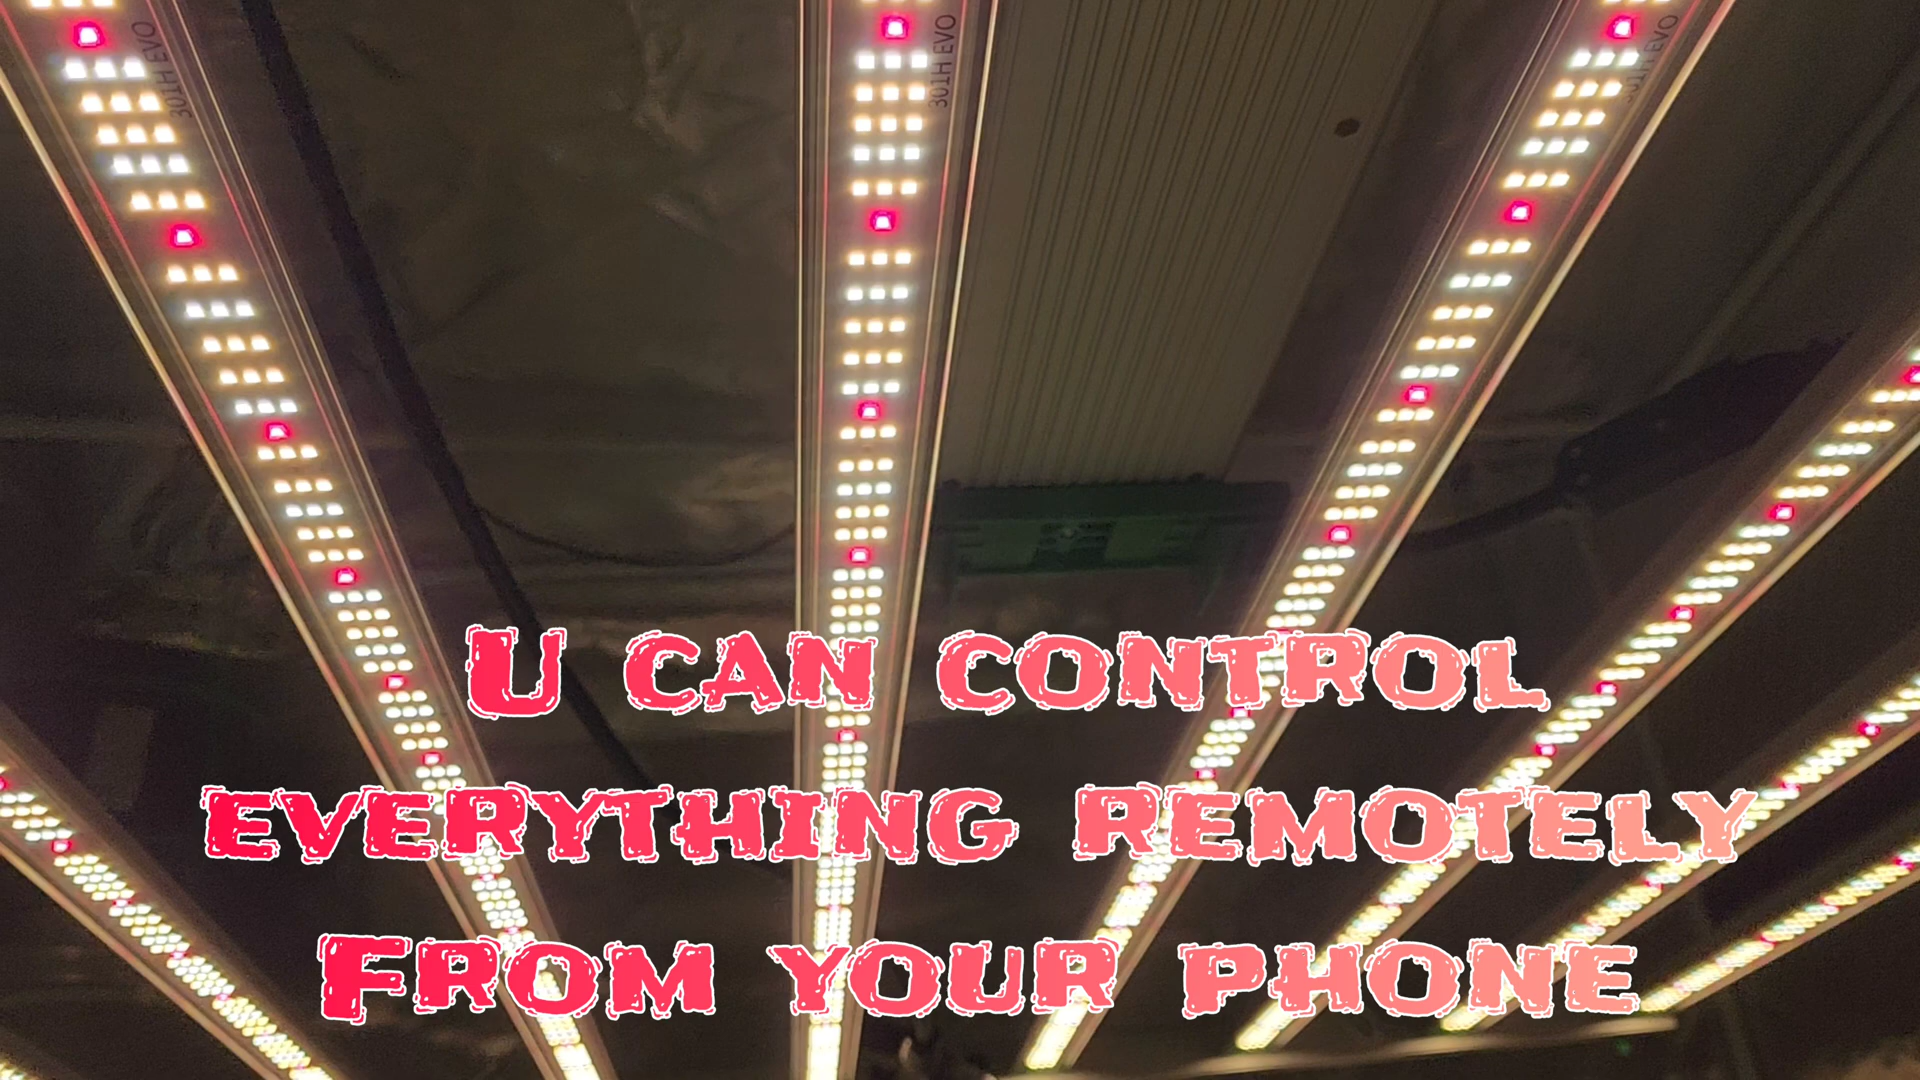 301H EVO
301H EVO
301H EVO
U CAN CONTROL
EVERYTHING REMOTELY
FROM YOUR PHONE